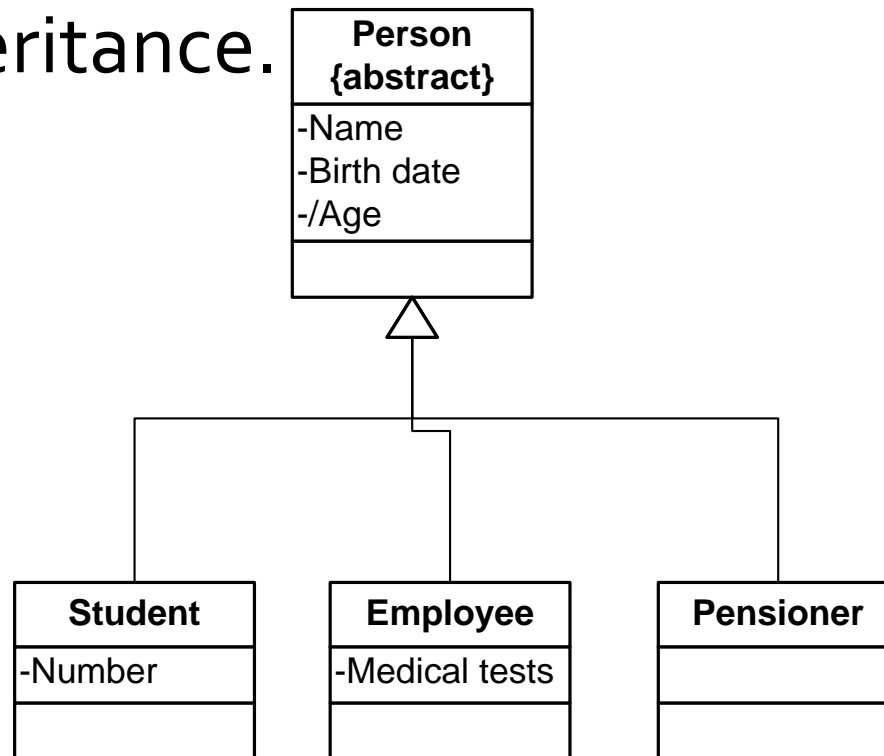 eritance.
Person
{abstract}
-Name
-Birth date
-/Age
Student
-Number
Employee
-Medical tests
Pensioner